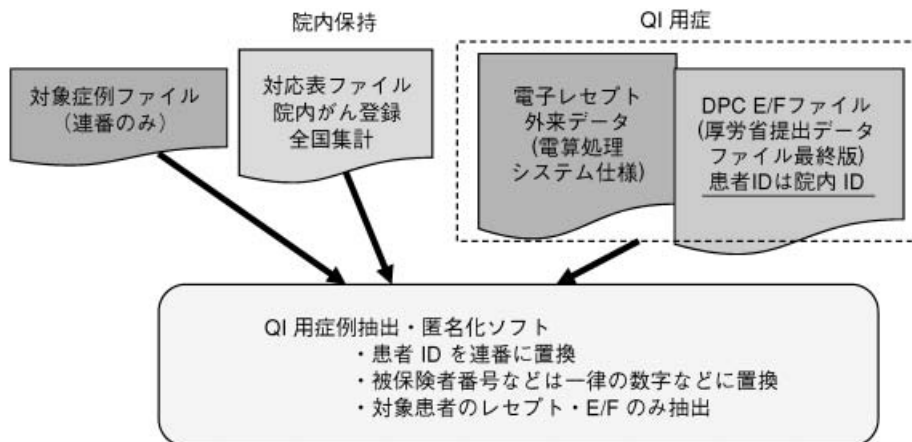 院内保持
QI 用症
対象症例ファイル
（連番のみ）
対応表ファイル
院内がん登録
全国集計
電子レセプト
外来データ
(電算処理
システム仕様)
DPC E/Fファイル
(厚労省提出データ
ファイル最終版)
患者IDは院内 ID
QI 用症例抽出・匿名化ソフト
・患者 ID を連番に置換
・被保険者番号などは一律の数字などに置換
・対象患者のレセプト・E/F のみ抽出